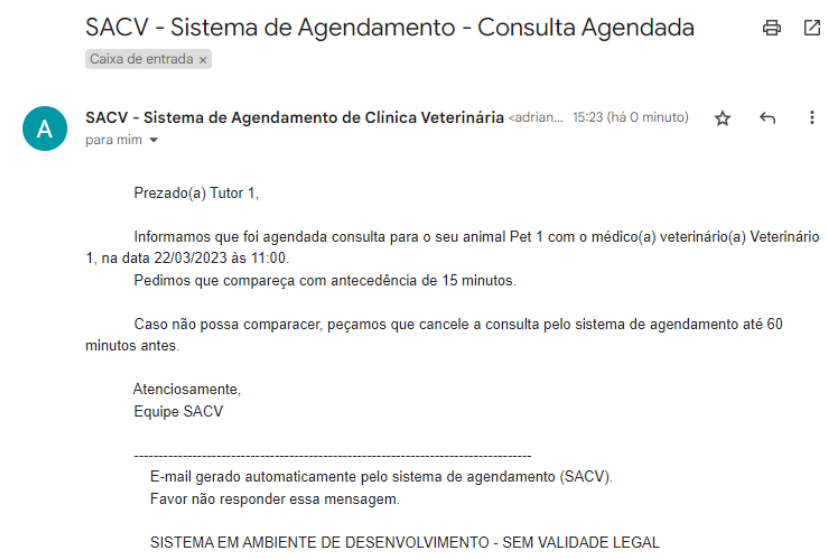 SACV - Sistema de Agendamento - Consulta Agendada
Caixa de entrada ×
A
SACV - Sistema de Agendamento de Clínica Veterinária <adrian... 15:23 (há 0 minuto)
para mim
Prezado(a) Tutor 1,
Informamos que foi agendada consulta para o seu animal Pet 1 com o médico(a) veterinário(a) Veterinário
1, na data 22/03/2023 às 11:00.
Pedimos que compareça com antecedência de 15 minutos.
Caso não possa comparacer, peçamos que cancele a consulta pelo sistema de agendamento até 60
minutos antes.
Atenciosamente,
Equipe SACV
--------------------------------------------------------------------------------
E-mail gerado automaticamente pelo sistema de agendamento (SACV).
Favor não responder essa mensagem.
SISTEMA EM AMBIENTE DE DESENVOLVIMENTO - SEM VALIDADE LEGAL